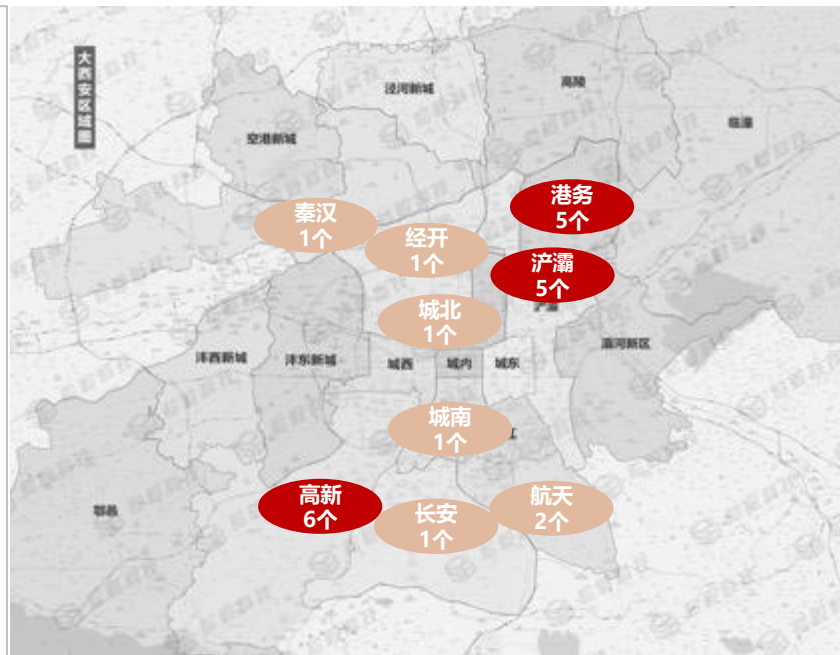 大西安区域图
泾河新城
高陵
临潼
空港新城
港务
5个
秦汉
1个
经开
1个
浐灞
5个
城北
1个
灞河新区
沣西新城
沣东新城
城西
城内
城东
城南
1个
江
高新
6个
长安
1个
航天
2个
鄠邑